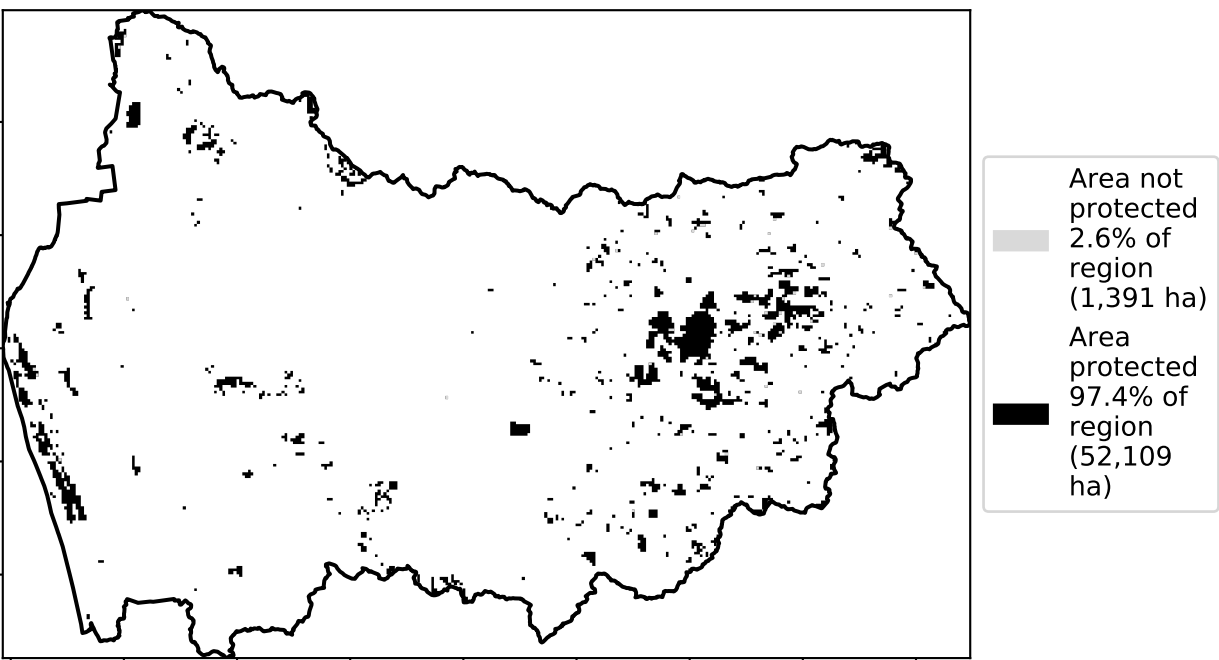 Area not
protected
2.6% of
region
(1,391 ha)
Area
protected
97.4% of
region
(52,109
ha)